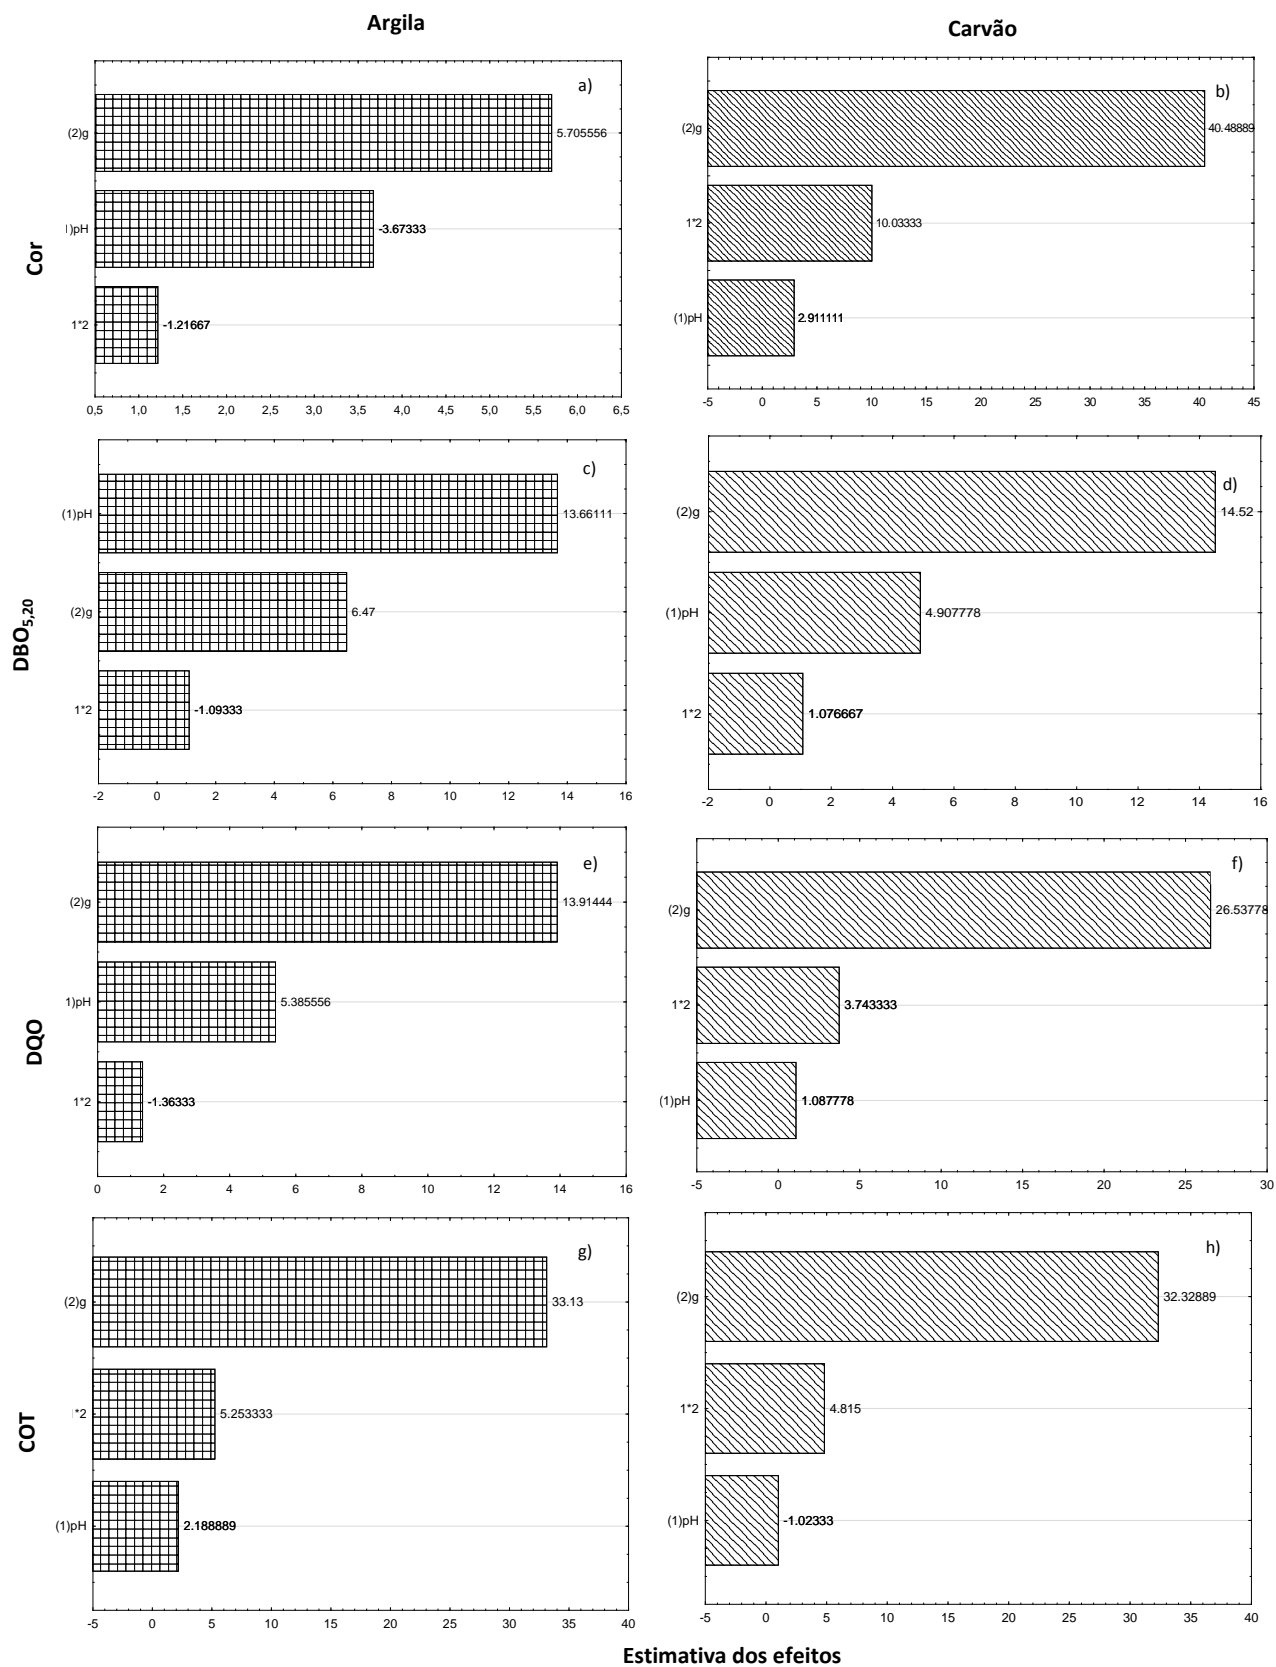 Argila
Carvão
Cor
a)
(2)g
5.705556
)pH
-3.67333
1*2
-1.21667
0,5 1,0 1,5 2,0 2,5 3,0 3,5 4,0 4,5 5,0 5,5 6,0 6,5
b)
(2)g
40.48889
1*2
10.03333
(1)pH
2.911111
-5 0 5 10 15 20 25 30 35 40 45
DBO5,20
c)
(1)pH
13.66111
(2)g
6.47
1*2
-1.09333
-2 0 2 4 6 8 10 12 14 16
d)
(2)g
14.52
(1)pH
4.907778
1*2
1.076667
-2 0 2 4 6 8 10 12 14 16
DQO
e)
(2)g
13.91444
1)pH
5.385556
1*2
-1.36333
0 2 4 6 8 10 12 14 16
f)
(2)g
26.53778
1*2
3.743333
(1)pH
1.087778
-5 0 5 10 15 20 25 30
COT
g)
(2)g
33.13
*2
5.253333
(1)pH
2.188889
-5 0 5 10 15 20 25 30 35 40
h)
(2)g
32.32889
1*2
4.815
(1)pH
-1.02333
-5 0 5 10 15 20 25 30 35 40
Estimativa dos efeitos